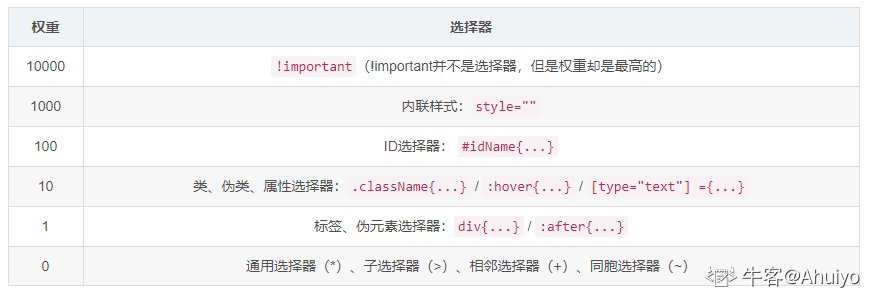 权重 选择器
10000 !important（!important并不是选择器，但是权重却是最高的）
1000 内联样式：style=""
100 ID选择器： #idName{...}
10 类、伪类、属性选择器：.className{...} / :hover{...} / [type="text"] ={...}
1 标签、伪元素选择器：div{...} / :after{...}
0 通用选择器（*）、子选择器（>）、相邻选择器（+）、同胞选择器（~）
牛客@Ahuiyo